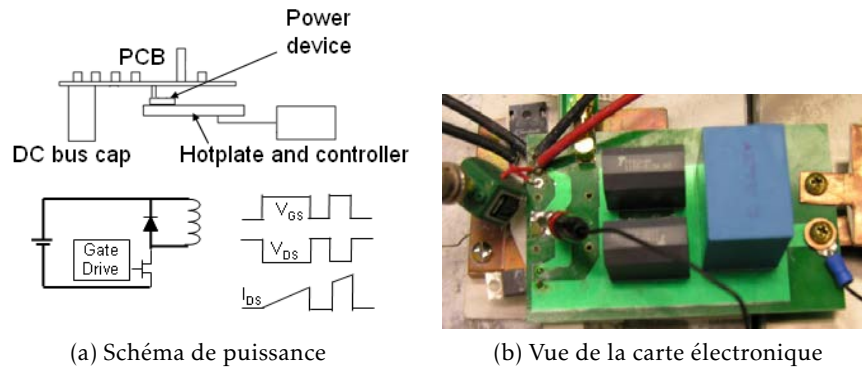 Power
device
PCB
DC bus cap
Hotplate and controller
Gate
Drive
V_GS
V_DS
I_DS
(a) Schéma de puissance
(b) Vue de la carte électronique